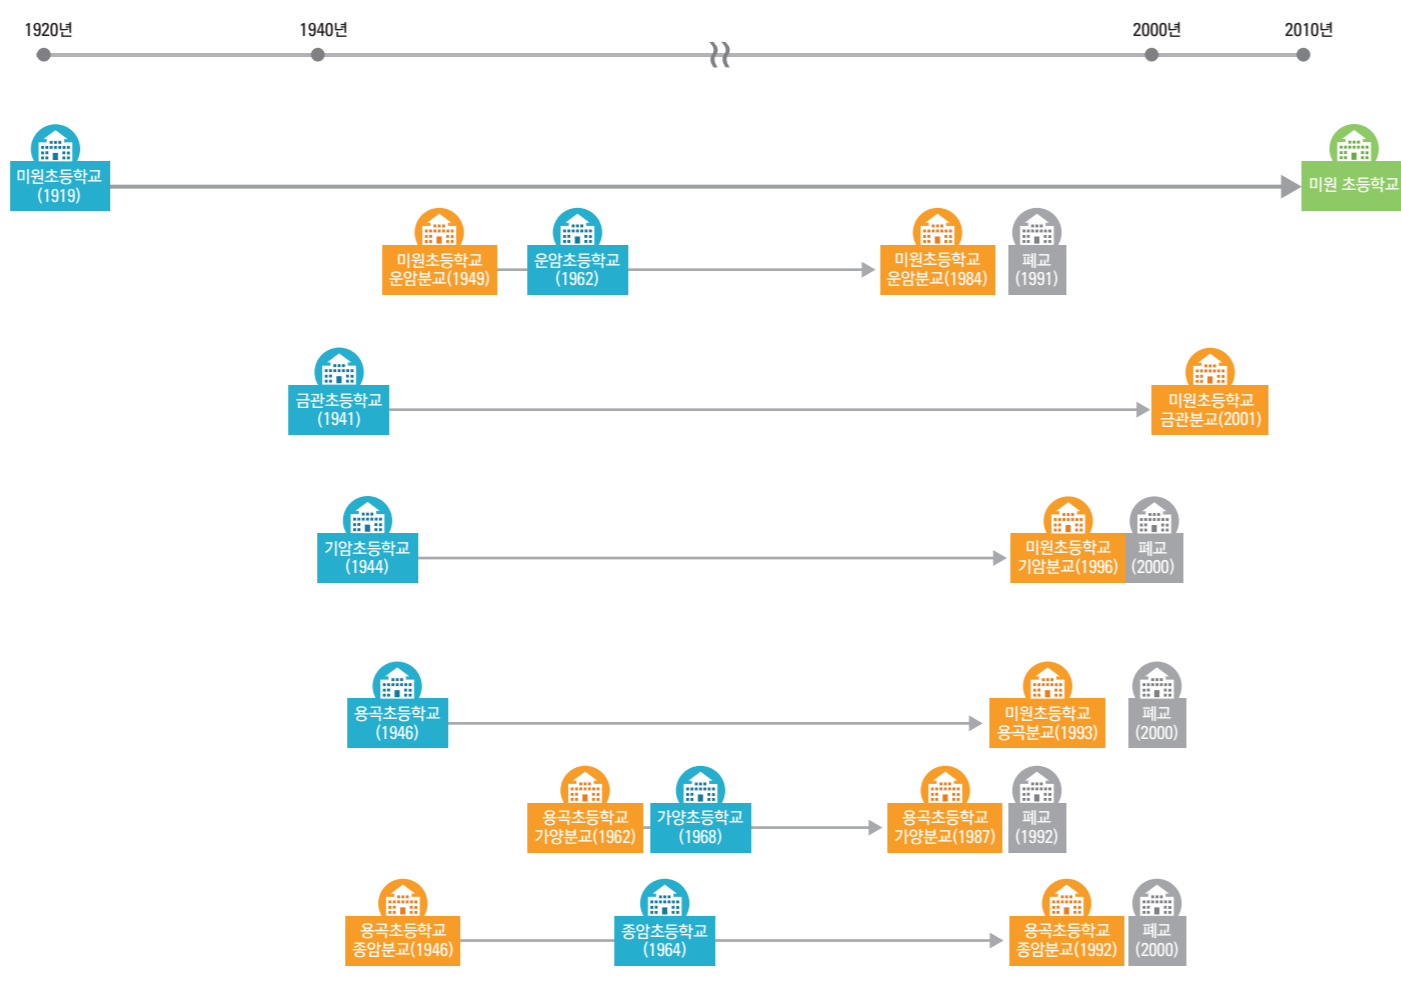 1920년
1940년
2000년
2010년
미원초등학교
(1919)
미원 초등학교
미원초등학교
운암분교(1949)
운암초등학교
(1962)
미원초등학교
운암분교(1984)
폐교
(1991)
금관초등학교
(1941)
미원초등학교
금관분교(2001)
기암초등학교
(1944)
미원초등학교
기암분교(1996)
폐교
(2000)
용곡초등학교
(1946)
미원초등학교
용곡분교(1993)
폐교
(2000)
용곡초등학교
가양분교(1962)
가양초등학교
(1968)
용곡초등학교
가양분교(1987)
폐교
(1992)
용곡초등학교
종암분교(1946)
종암초등학교
(1964)
용곡초등학교
종암분교(1992)
폐교
(2000)